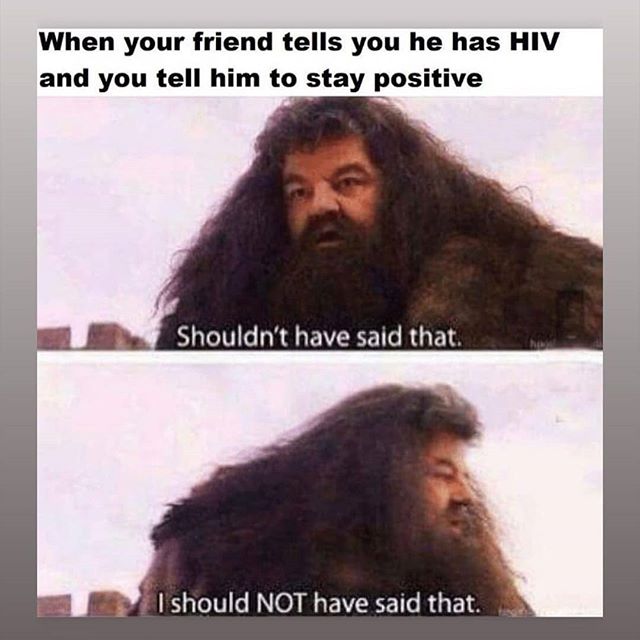 When your friend tells you he has HIV
and you tell him to stay positive
Shouldn't have said that.
I should NOT have said that.